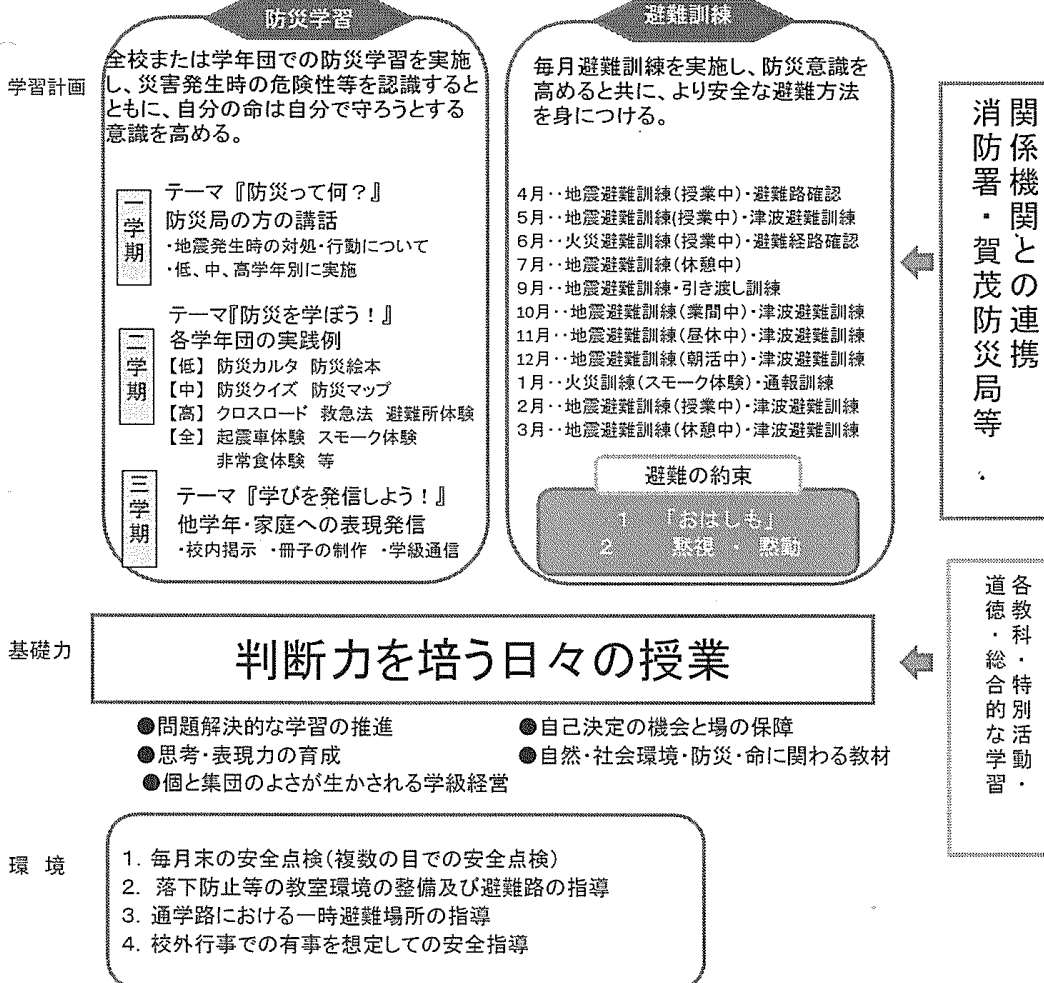 防災学習
学習計画
全校または学年団での防災学習を実施
し、災害発生時の危険性等を認識すると
ともに、自分の命は自分で守ろうとする
意識を高める。
一学期
テーマ『防災って何？』
防災局の方の講話
・地震発生時の対処・行動について
・低、中、高学年別に実施
二学期
テーマ『防災を学ぼう！』
各学年団の実践例
【低】 防災カルタ 防災絵本
【中】 防災クイズ 防災マップ
【高】 クロスロード 救急法 避難所体験
【全】 起震車体験 スモーク体験
非常食体験 等
三学期
テーマ『学びを発信しよう！』
他学年・家庭への表現発信
・校内掲示 ・冊子の制作 ・学級通信
避難訓練
毎月避難訓練を実施し、防災意識を
高めると共に、より安全な避難方法
を身につける。
4月‥地震避難訓練(授業中)・避難路確認
5月‥地震避難訓練(授業中)・津波避難訓練
6月‥火災避難訓練(授業中)・避難経路確認
7月‥地震避難訓練(休憩中)
9月‥地震避難訓練・引き渡し訓練
10月‥地震避難訓練(業間中)・津波避難訓練
11月‥地震避難訓練(昼休中)・津波避難訓練
12月‥地震避難訓練(朝活中)・津波避難訓練
1月‥火災訓練(スモーク体験)・通報訓練
2月‥地震避難訓練(授業中)・津波避難訓練
3月‥地震避難訓練(休憩中)・津波避難訓練
避難の約束
1 「おはしも」
2 黙視 ・ 黙動
関係機関との連携
消防署・賀茂防災局等
基礎力
判断力を培う日々の授業
●問題解決的な学習の推進
●思考・表現力の育成
●個と集団のよさが生かされる学級経営
●自己決定の機会と場の保障
●自然・社会環境・防災・命に関わる教材
各教科・特別活動・
道徳・総合的な学習
環 境
1. 毎月末の安全点検(複数の目での安全点検)
2. 落下防止等の教室環境の整備及び避難路の指導
3. 通学路における一時避難場所の指導
4. 校外行事での有事を想定しての安全指導